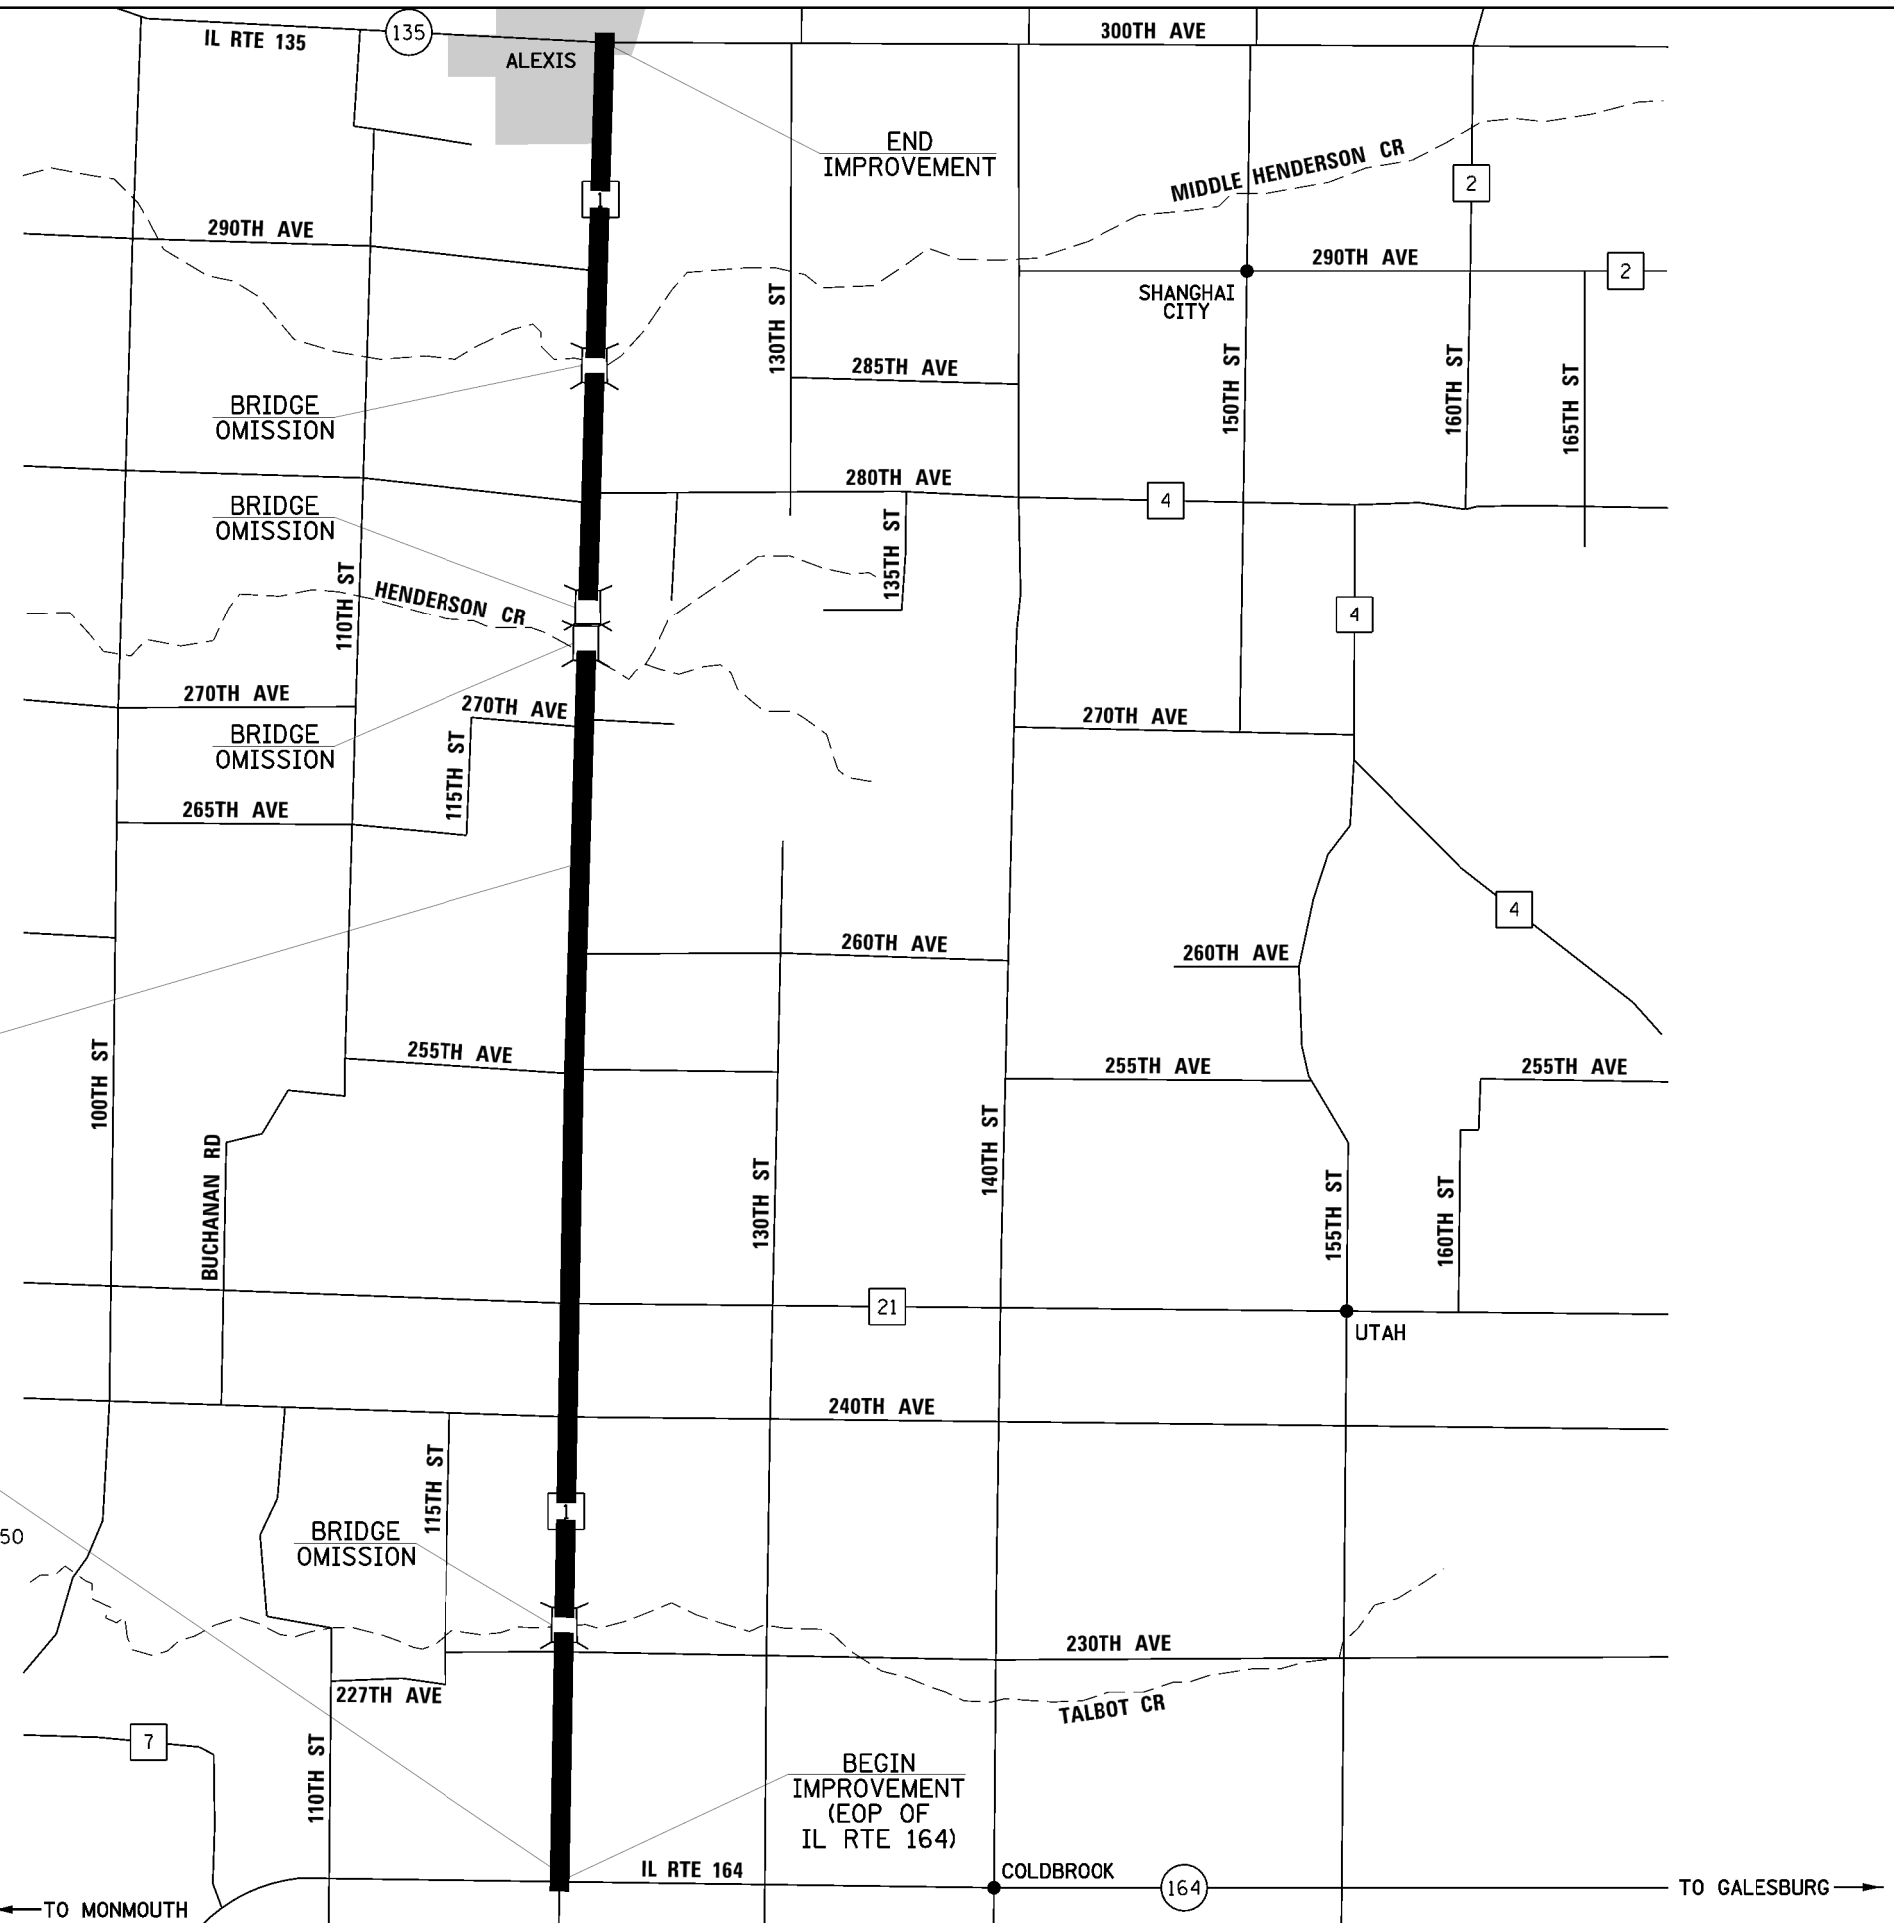 IL RTE 135
135
300TH AVE
ALEXIS
END
IMPROVEMENT
MIDDLE HENDERSON CR
2
1
290TH AVE
290TH AVE
2
SHANGHAI
CITY
130TH ST
285TH AVE
150TH ST
160TH ST
165TH ST
BRIDGE
OMISSION
280TH AVE
4
BRIDGE
OMISSION
135TH ST
110TH ST
HENDERSON CR
4
270TH AVE
270TH AVE
270TH AVE
BRIDGE
OMISSION
115TH ST
265TH AVE
4
260TH AVE
260TH AVE
100TH ST
255TH AVE
255TH AVE
255TH AVE
BUCHANAN RD
130TH ST
140TH ST
155TH ST
160TH ST
21
UTAH
240TH AVE
115TH ST
1
50
BRIDGE
OMISSION
230TH AVE
227TH AVE
TALBOT CR
7
110TH ST
BEGIN
IMPROVEMENT
(EOP OF
IL RTE 164)
IL RTE 164
COLDBROOK
164
TO GALESBURG
TO MONMOUTH